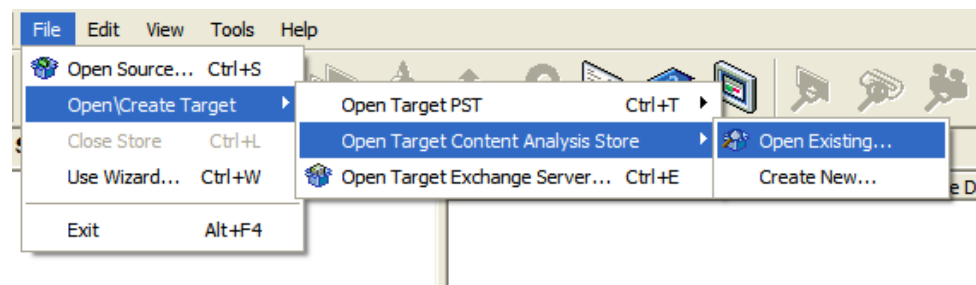 File Edit View Tools Help
Open Source... Ctrl+S
Open\Create Target
Close Store Ctrl+L
Use Wizard... Ctrl+W
Exit Alt+F4
Open Target PST Ctrl+T
Open Target Content Analysis Store
Open Target Exchange Server... Ctrl+E
Open Existing...
Create New...